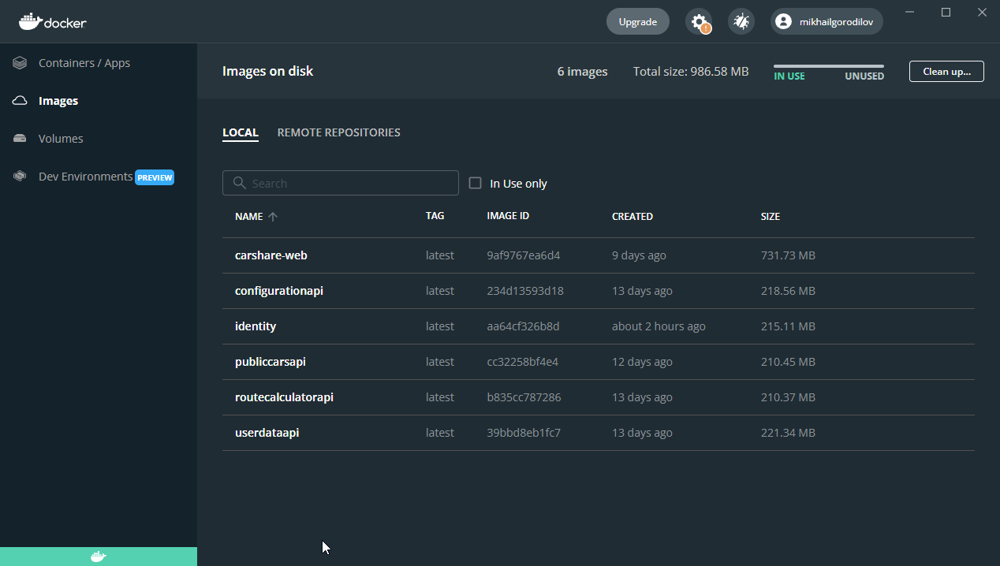 docker
Upgrade
mikhailgorodilov
Containers / Apps
Images
Volumes
Dev Environments PREVIEW
Images on disk
6 images
Total size: 986.58 MB
IN USE UNUSED
Clean up...
LOCAL REMOTE REPOSITORIES
Search
In Use only
NAME TAG IMAGE ID CREATED SIZE
carshare-web latest 9af9767ea6d4 9 days ago 731.73 MB
configurationapi latest 234d13593d18 13 days ago 218.56 MB
identity latest aa64cf326b8d about 2 hours ago 215.11 MB
publiccarsapi latest cc32258bf4e4 12 days ago 210.45 MB
routecalculatorapi latest b835cc787286 13 days ago 210.37 MB
userdataapi latest 39bbd8eb1fc7 13 days ago 221.34 MB